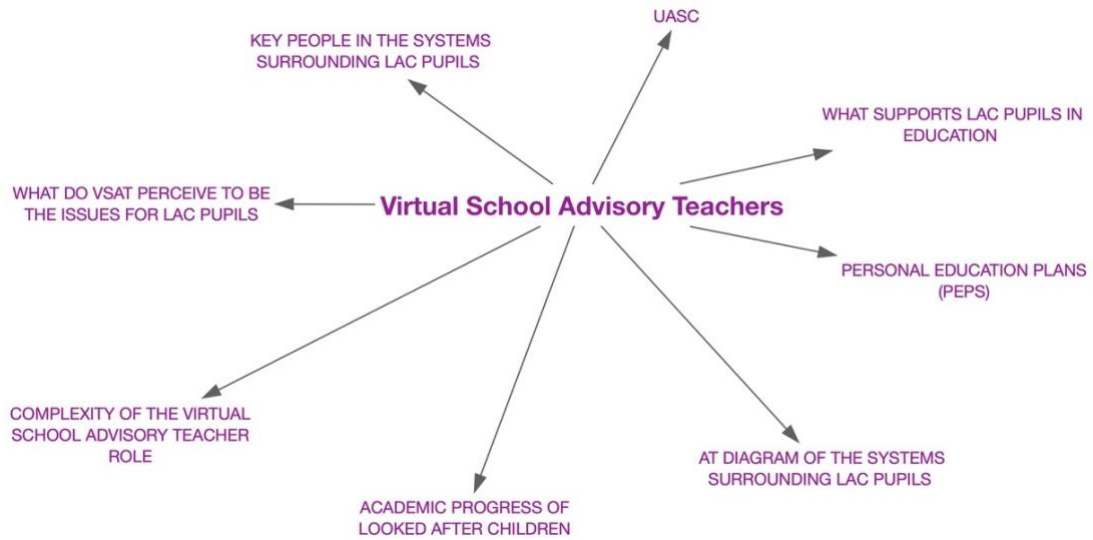 UASC
KEY PEOPLE IN THE SYSTEMS
SURROUNDING LAC PUPILS
WHAT SUPPORTS LAC PUPILS IN
EDUCATION
WHAT DO VSAT PERCEIVE TO BE
THE ISSUES FOR LAC PUPILS
Virtual School Advisory Teachers
PERSONAL EDUCATION PLANS
(PEPS)
COMPLEXITY OF THE VIRTUAL
SCHOOL ADVISORY TEACHER
ROLE
AT DIAGRAM OF THE SYSTEMS
SURROUNDING LAC PUPILS
ACADEMIC PROGRESS OF
LOOKED AFTER CHILDREN